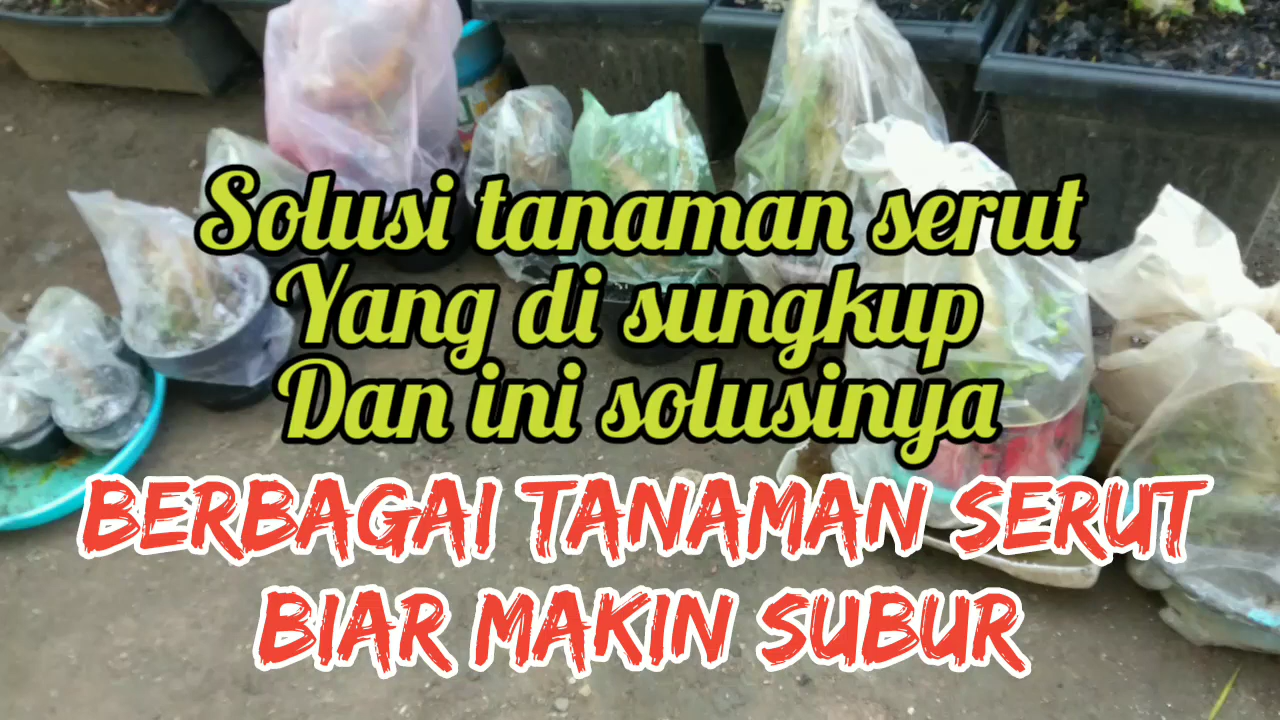 Solusi tanaman serut
Yang di sungkup
Dan ini solusinya
BERBAGAI TANAMAN SERUT
BIAR MAKIN SUBUR